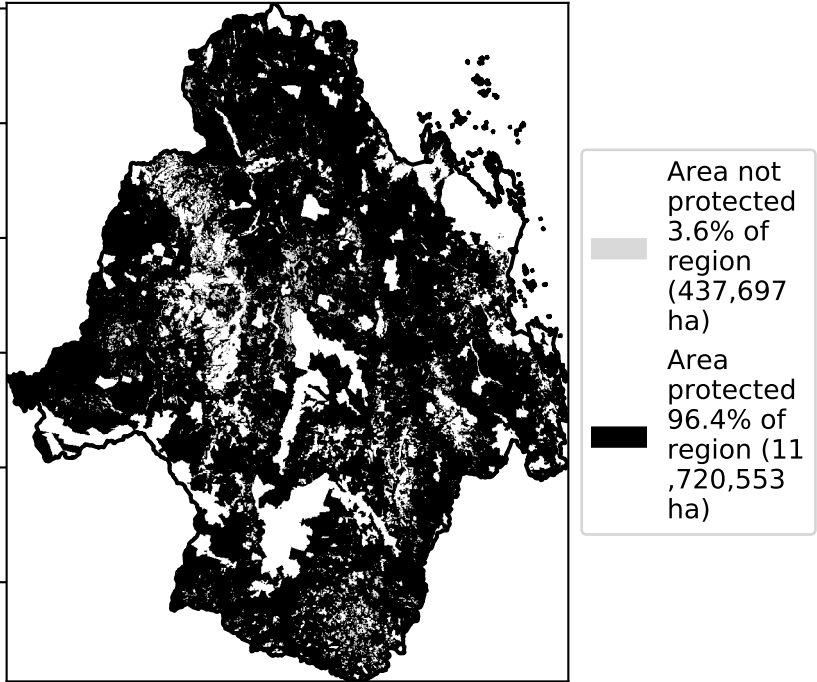 Area not
protected
3.6% of
region
(437,697
ha)
Area
protected
96.4% of
region (11
,720,553
ha)